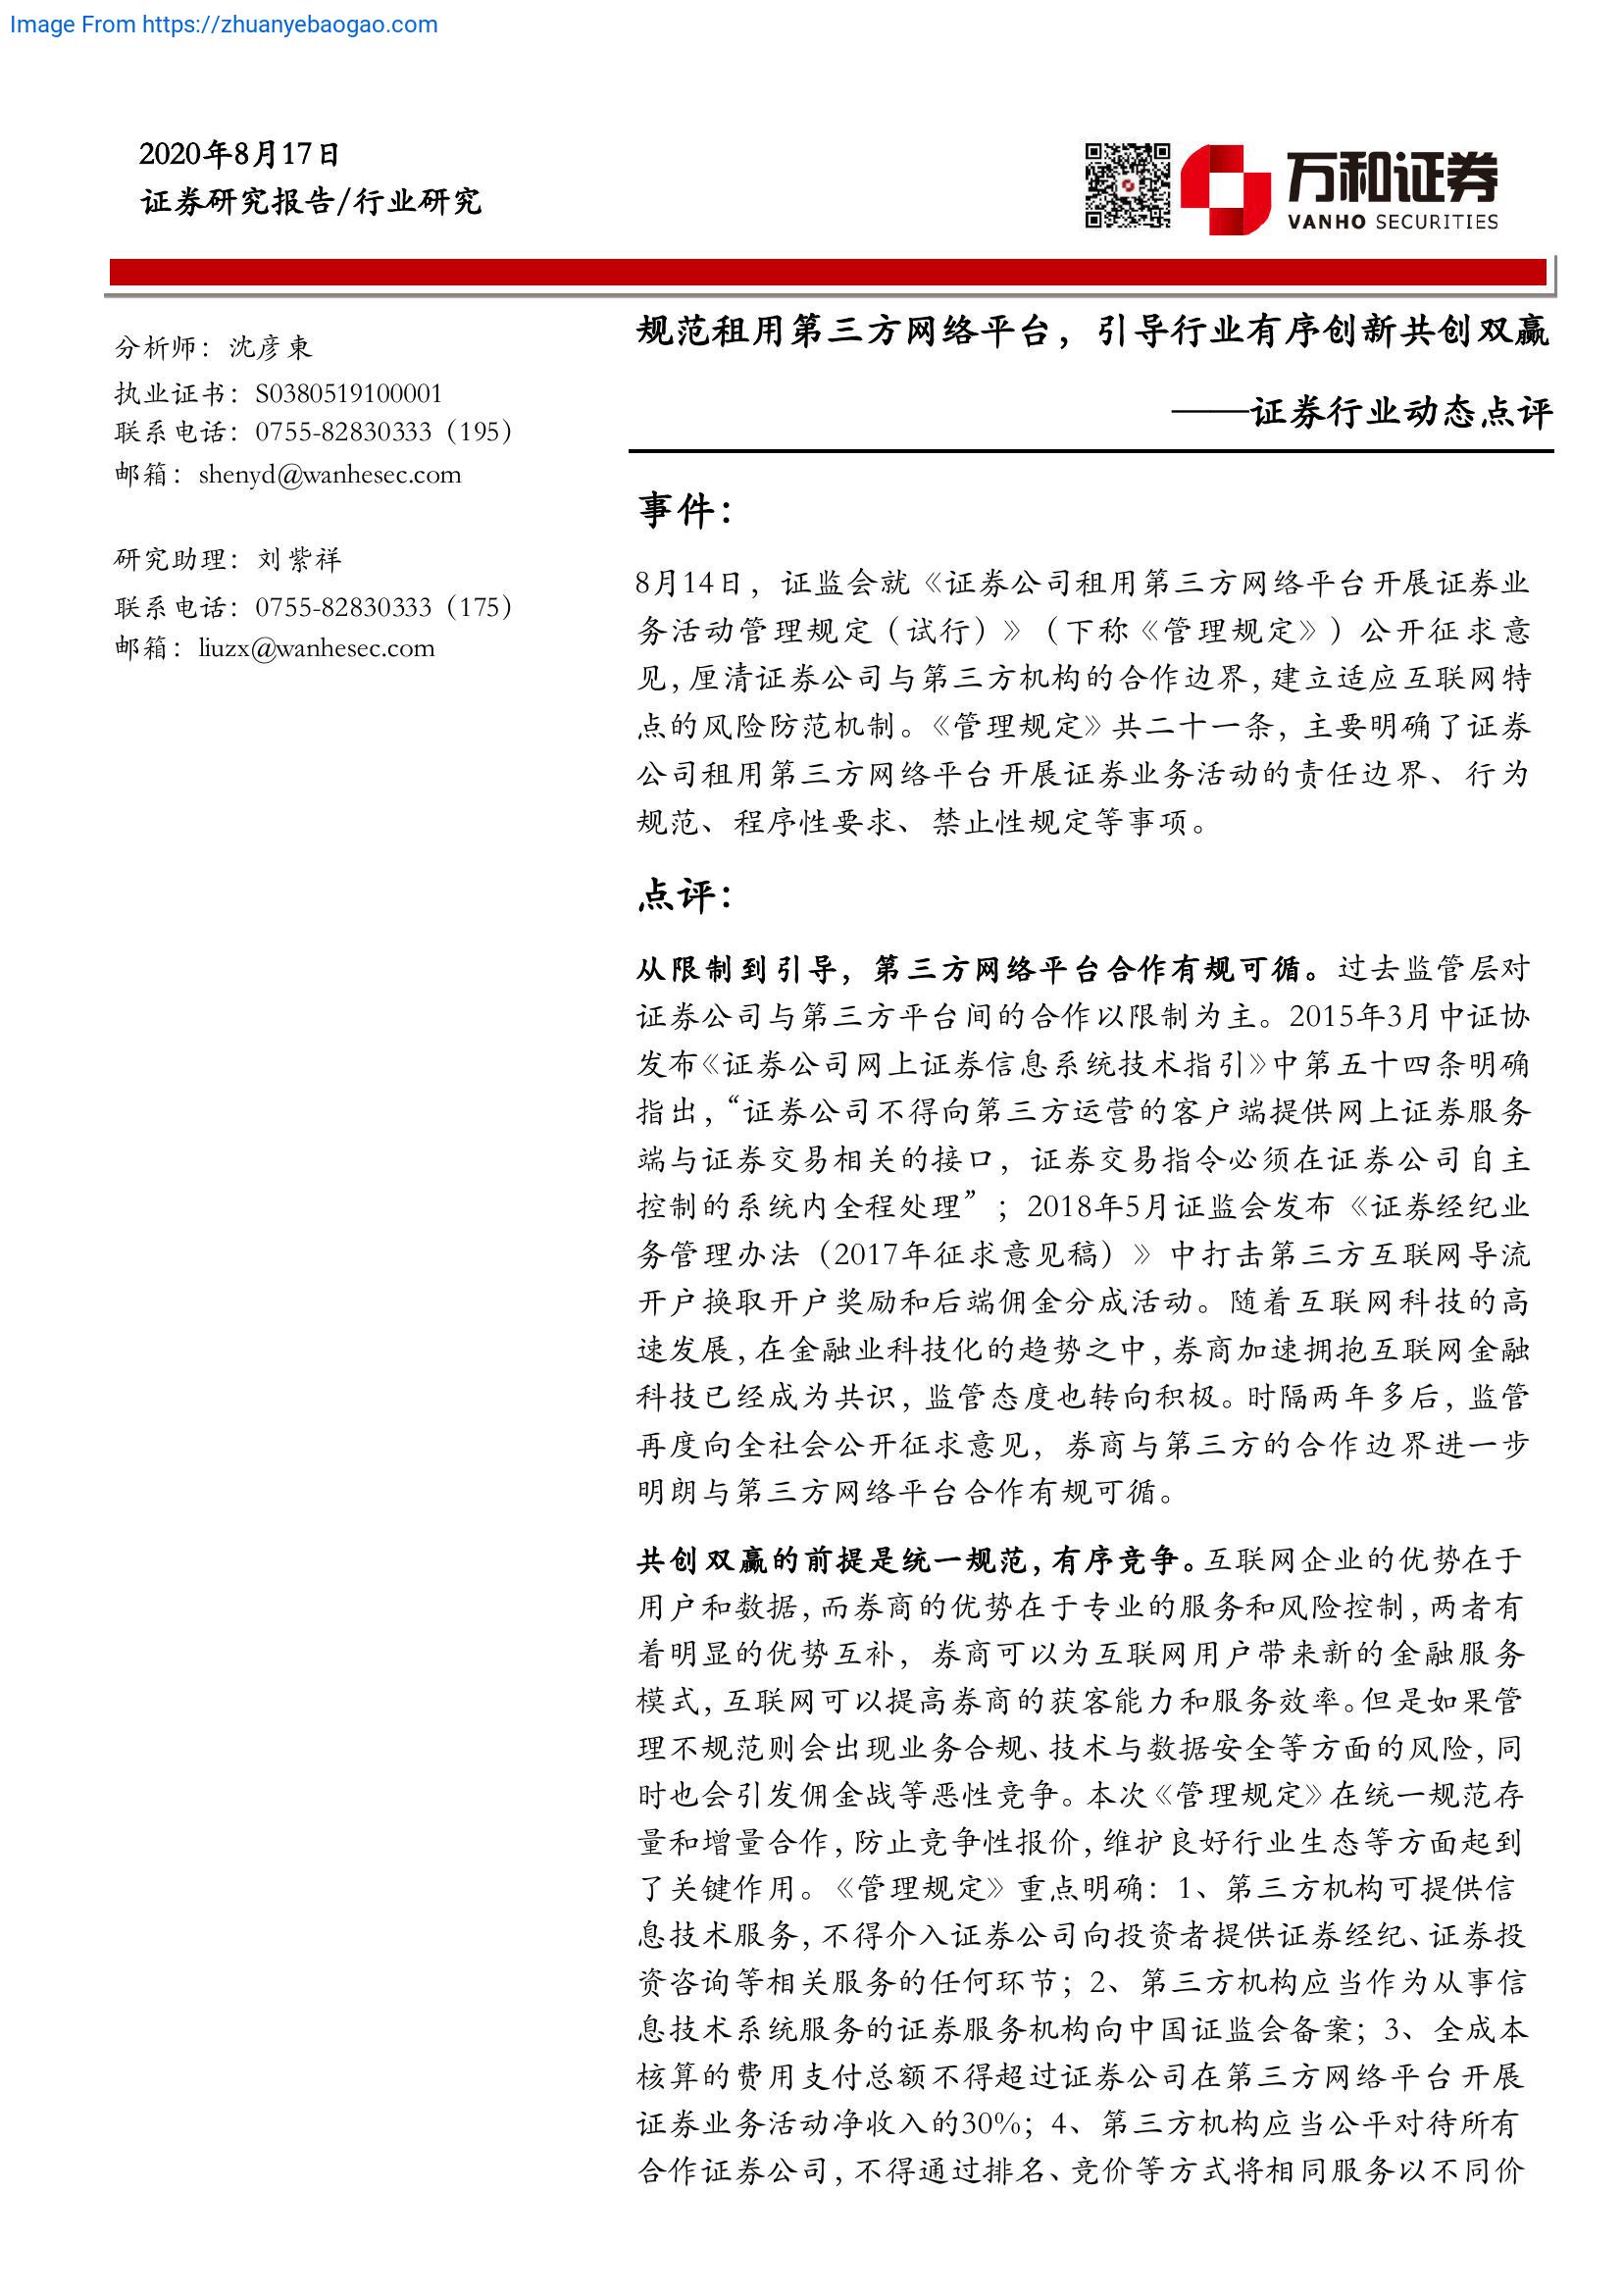 Image From https://zhuanyebaogao.com
2020年8月17日
证券研究报告/行业研究
万和证券
VANHO SECURITIES
分析师：沈彦東
执业证书：S0380519100001
联系电话：0755-82830333（195）
邮箱：shenyd@wanhesec.com
研究助理：刘紫祥
联系电话：0755-82830333（175）
邮箱：liuzx@wanhesec.com
规范租用第三方网络平台，引导行业有序创新共创双赢
——证券行业动态点评
事件：
8月14日，证监会就《证券公司租用第三方网络平台开展证券业
务活动管理规定（试行）》（下称《管理规定》）公开征求意
见，厘清证券公司与第三方机构的合作边界，建立适应互联网特
点的风险防范机制。《管理规定》共二十一条，主要明确了证券
公司租用第三方网络平台开展证券业务活动的责任边界、行为
规范、程序性要求、禁止性规定等事项。
点评：
从限制到引导，第三方网络平台合作有规可循。过去监管层对
证券公司与第三方平台间的合作以限制为主。2015年3月中证协
发布《证券公司网上证券信息系统技术指引》中第五十四条明确
指出，“证券公司不得向第三方运营的客户端提供网上证券服务
端与证券交易相关的接口，证券交易指令必须在证券公司自主
控制的系统内全程处理”；2018年5月证监会发布《证券经纪业
务管理办法（2017年征求意见稿）》中打击第三方互联网导流
开户换取开户奖励和后端佣金分成活动。随着互联网科技的高
速发展，在金融业科技化的趋势之中，券商加速拥抱互联网金融
科技已经成为共识，监管态度也转向积极。时隔两年多后，监管
再度向全社会公开征求意见，券商与第三方的合作边界进一步
明朗与第三方网络平台合作有规可循。
共创双赢的前提是统一规范，有序竞争。互联网企业的优势在于
用户和数据，而券商的优势在于专业的服务和风险控制，两者有
着明显的优势互补，券商可以为互联网用户带来新的金融服务
模式，互联网可以提高券商的获客能力和服务效率。但是如果管
理不规范则会出现业务合规、技术与数据安全等方面的风险，同
时也会引发佣金战等恶性竞争。本次《管理规定》在统一规范存
量和增量合作，防止竞争性报价，维护良好行业生态等方面起到
了关键作用。《管理规定》重点明确：1、第三方机构可提供信
息技术服务，不得介入证券公司向投资者提供证券经纪、证券投
资咨询等相关服务的任何环节；2、第三方机构应当作为从事信
息技术系统服务的证券服务机构向中国证监会备案；3、全成本
核算的费用支付总额不得超过证券公司在第三方网络平台开展
证券业务活动净收入的30%；4、第三方机构应当公平对待所有
合作证券公司，不得通过排名、竞价等方式将相同服务以不同价